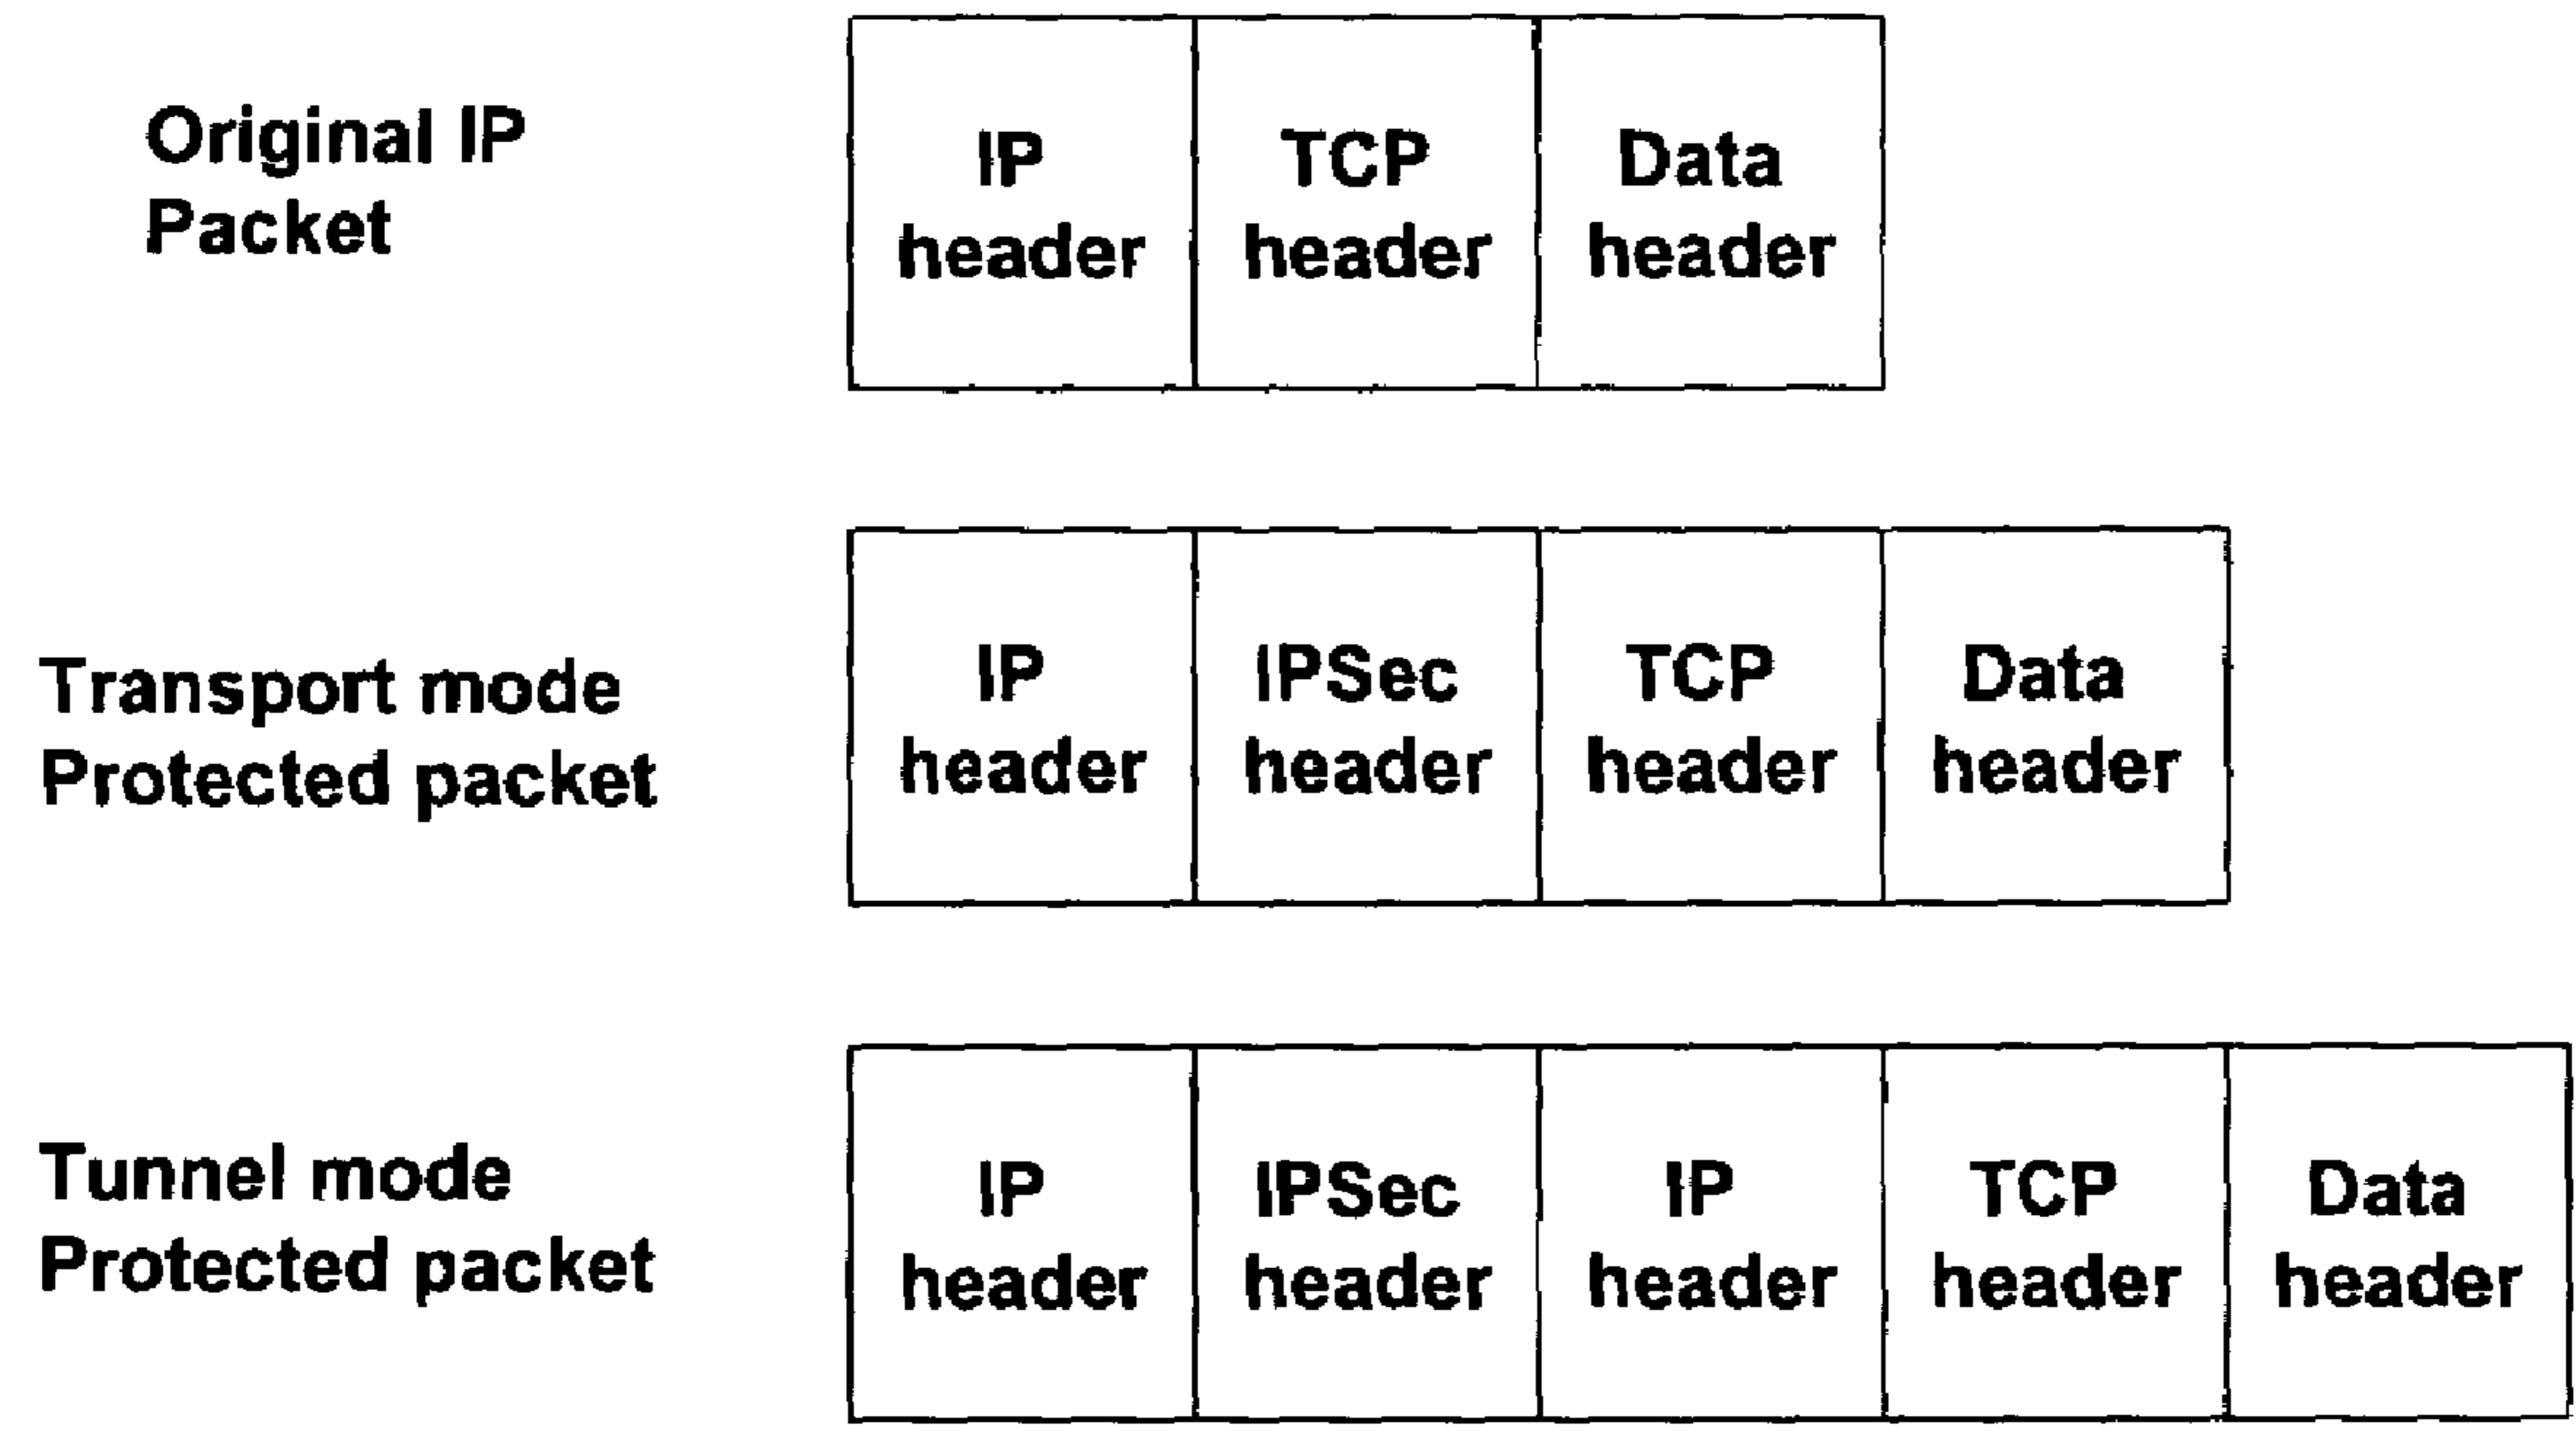 Original IP
Packet
IP
header
TCP
header
Data
header
Transport mode
Protected packet
IP
header
IPSec
header
TCP
header
Data
header
Tunnel mode
Protected packet
IP
header
IPSec
header
IP
header
TCP
header
Data
header